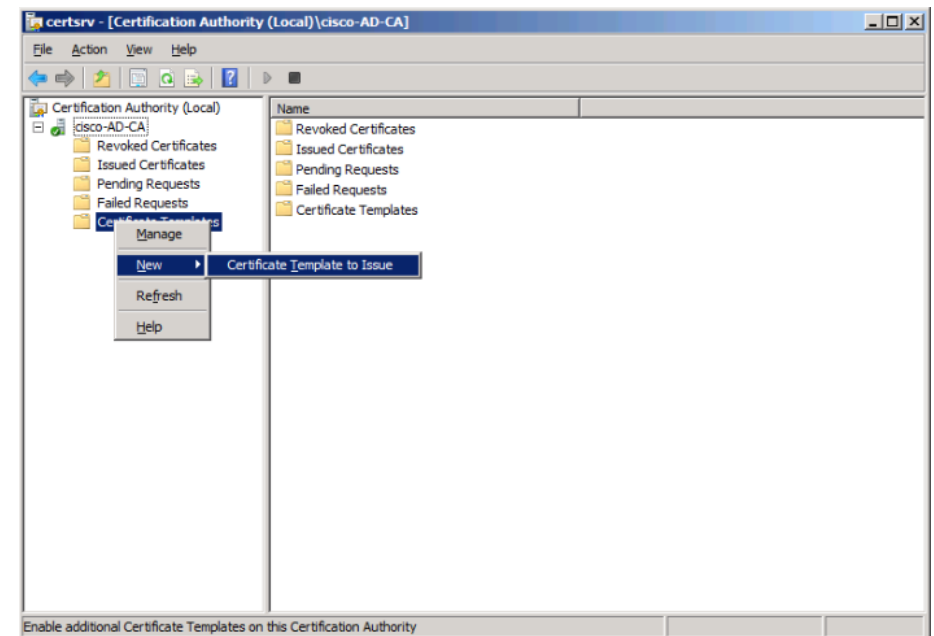 certsrv - [Certification Authority (Local)\cisco-AD-CA]
File Action View Help
Certification Authority (Local)
cisco-AD-CA
Revoked Certificates
Issued Certificates
Pending Requests
Failed Requests
Certificate Templates
Manage
New
Certificate Template to Issue
Refresh
Help
Name
Revoked Certificates
Issued Certificates
Pending Requests
Failed Requests
Certificate Templates
Enable additional Certificate Templates on this Certification Authority